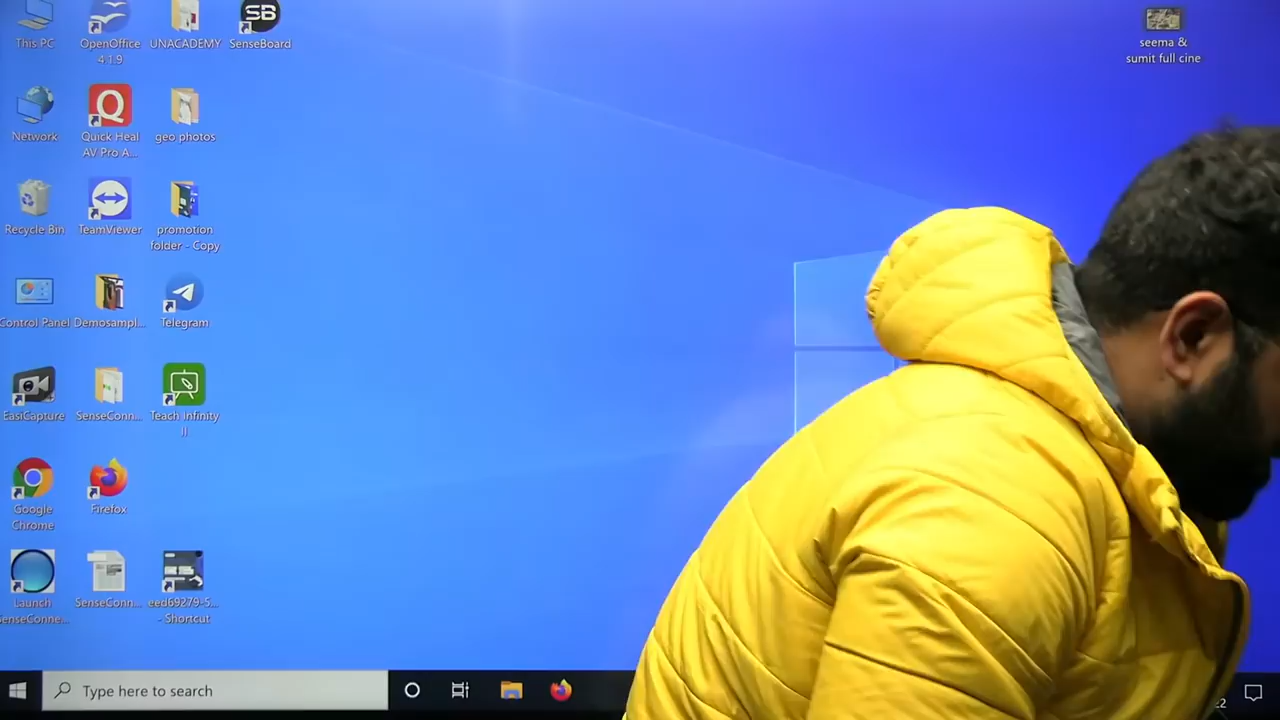 This PC
OpenOffice
4.1.9
UNACADEMY
SB
SenseBoard
seema &
sumit full cine
Network
Q
Quick Heal
AV Pro A...
geo photos
Recycle Bin
TeamViewer
promotion
folder - Copy
Control Panel
Demosampl...
Telegram
EasiCapture
SenseConn...
Teach Infinity
II
Google
Chrome
Firefox
Launch
SenseConne...
SenseConn...
eed69279-5...
- Shortcut
Type here to search